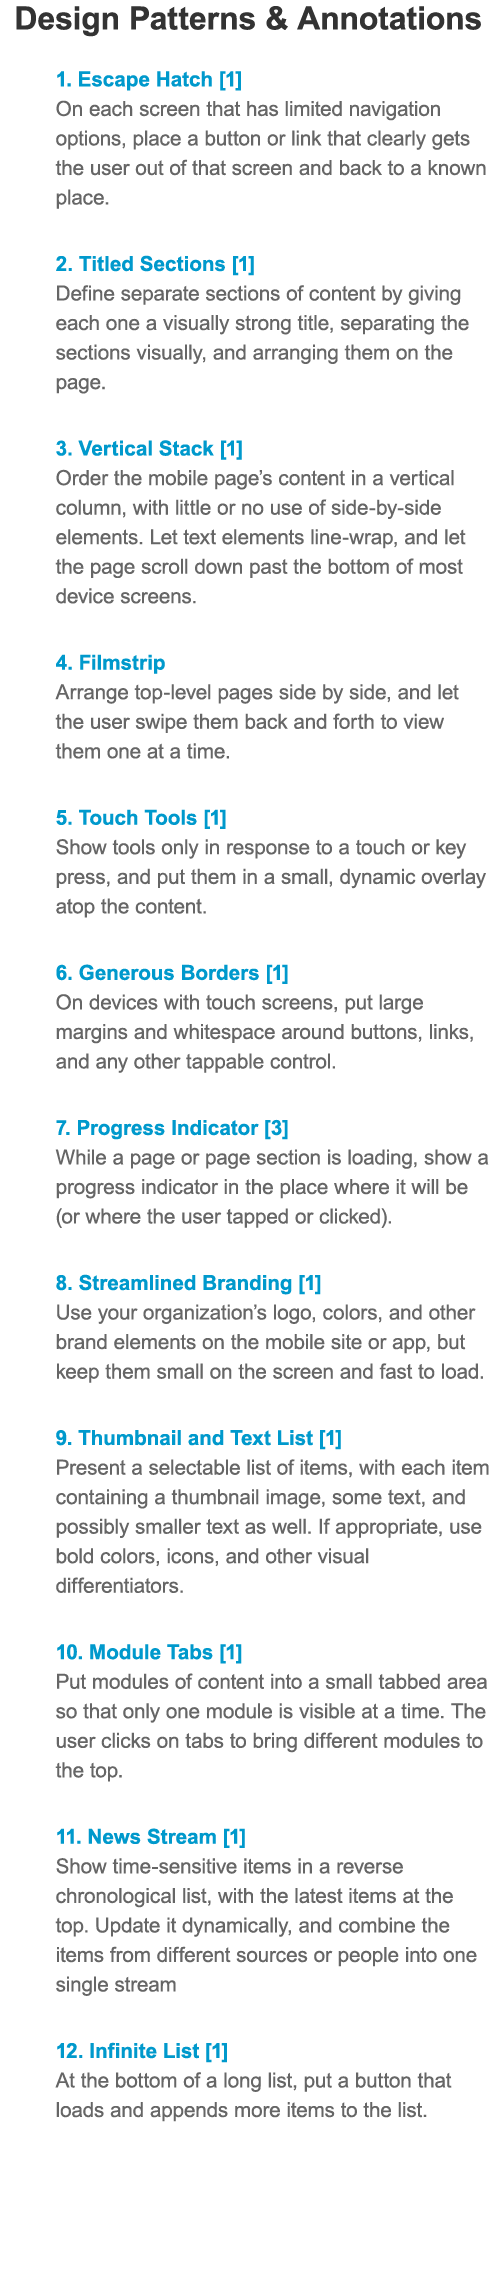 Design Patterns & Annotations
1. Escape Hatch [1]
On each screen that has limited navigation
options, place a button or link that clearly gets
the user out of that screen and back to a known
place.
2. Titled Sections [1]
Define separate sections of content by giving
each one a visually strong title, separating the
sections visually, and arranging them on the
page.
3. Vertical Stack [1]
Order the mobile page’s content in a vertical
column, with little or no use of side-by-side
elements. Let text elements line-wrap, and let
the page scroll down past the bottom of most
device screens.
4. Filmstrip
Arrange top-level pages side by side, and let
the user swipe them back and forth to view
them one at a time.
5. Touch Tools [1]
Show tools only in response to a touch or key
press, and put them in a small, dynamic overlay
atop the content.
6. Generous Borders [1]
On devices with touch screens, put large
margins and whitespace around buttons, links,
and any other tappable control.
7. Progress Indicator [3]
While a page or page section is loading, show a
progress indicator in the place where it will be
(or where the user tapped or clicked).
8. Streamlined Branding [1]
Use your organization’s logo, colors, and other
brand elements on the mobile site or app, but
keep them small on the screen and fast to load.
9. Thumbnail and Text List [1]
Present a selectable list of items, with each item
containing a thumbnail image, some text, and
possibly smaller text as well. If appropriate, use
bold colors, icons, and other visual
differentiators.
10. Module Tabs [1]
Put modules of content into a small tabbed area
so that only one module is visible at a time. The
user clicks on tabs to bring different modules to
the top.
11. News Stream [1]
Show time-sensitive items in a reverse
chronological list, with the latest items at the
top. Update it dynamically, and combine the
items from different sources or people into one
single stream
12. Infinite List [1]
At the bottom of a long list, put a button that
loads and appends more items to the list.